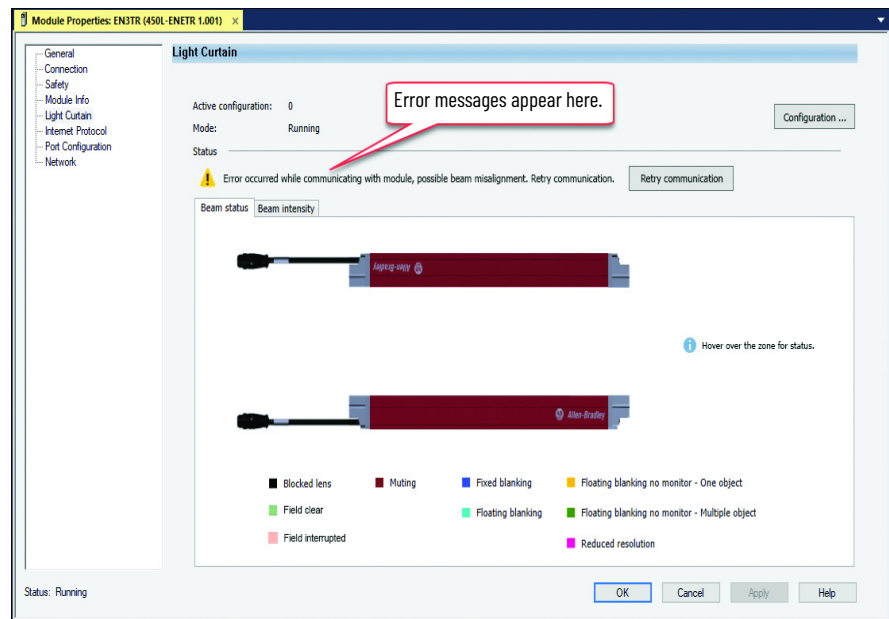 Module Properties: EN3TR (450L-ENETR 1.001) ×
General
Connection
Safety
Module Info
Light Curtain
Internet Protocol
Port Configuration
Network
Light Curtain
Error messages appear here.
Active configuration: 0
Configuration ...
Mode: Running
Status
Error occurred while communicating with module, possible beam misalignment. Retry communication.
Retry communication
Beam status
Beam intensity
Allen-Bradley
Hover over the zone for status.
Allen-Bradley
Blocked lens
Muting
Fixed blanking
Floating blanking no monitor - One object
Field clear
Floating blanking
Floating blanking no monitor - Multiple object
Field interrupted
Reduced resolution
Status: Running
OK
Cancel
Apply
Help